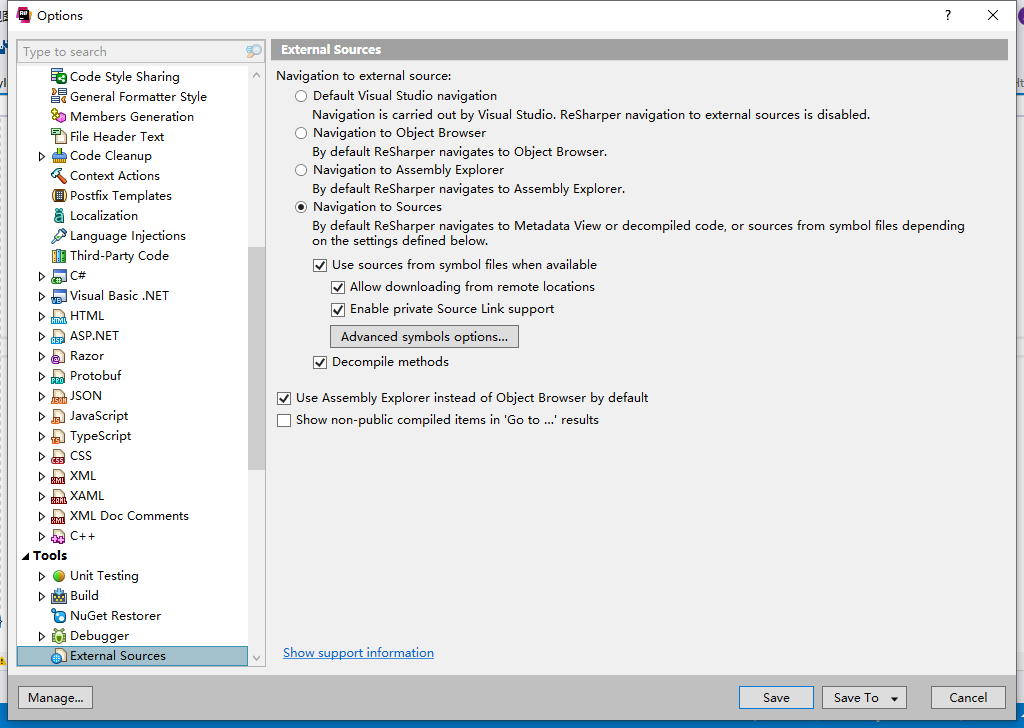 Options
?
Type to search
Code Style Sharing
General Formatter Style
Members Generation
File Header Text
Code Cleanup
Context Actions
Postfix Templates
Localization
Language Injections
Third-Party Code
C#
Visual Basic .NET
HTML
ASP.NET
Razor
Protobuf
JSON
JavaScript
TypeScript
CSS
XML
XAML
XML Doc Comments
C++
Tools
Unit Testing
Build
NuGet Restorer
Debugger
External Sources
External Sources
Navigation to external source:
Default Visual Studio navigation
Navigation is carried out by Visual Studio. ReSharper navigation to external sources is disabled.
Navigation to Object Browser
By default ReSharper navigates to Object Browser.
Navigation to Assembly Explorer
By default ReSharper navigates to Assembly Explorer.
Navigation to Sources
By default ReSharper navigates to Metadata View or decompiled code, or sources from symbol files depending
on the settings defined below.
Use sources from symbol files when available
Allow downloading from remote locations
Enable private Source Link support
Advanced symbols options...
Decompile methods
Use Assembly Explorer instead of Object Browser by default
Show non-public compiled items in 'Go to ...' results
Show support information
Manage...
Save
Save To
Cancel